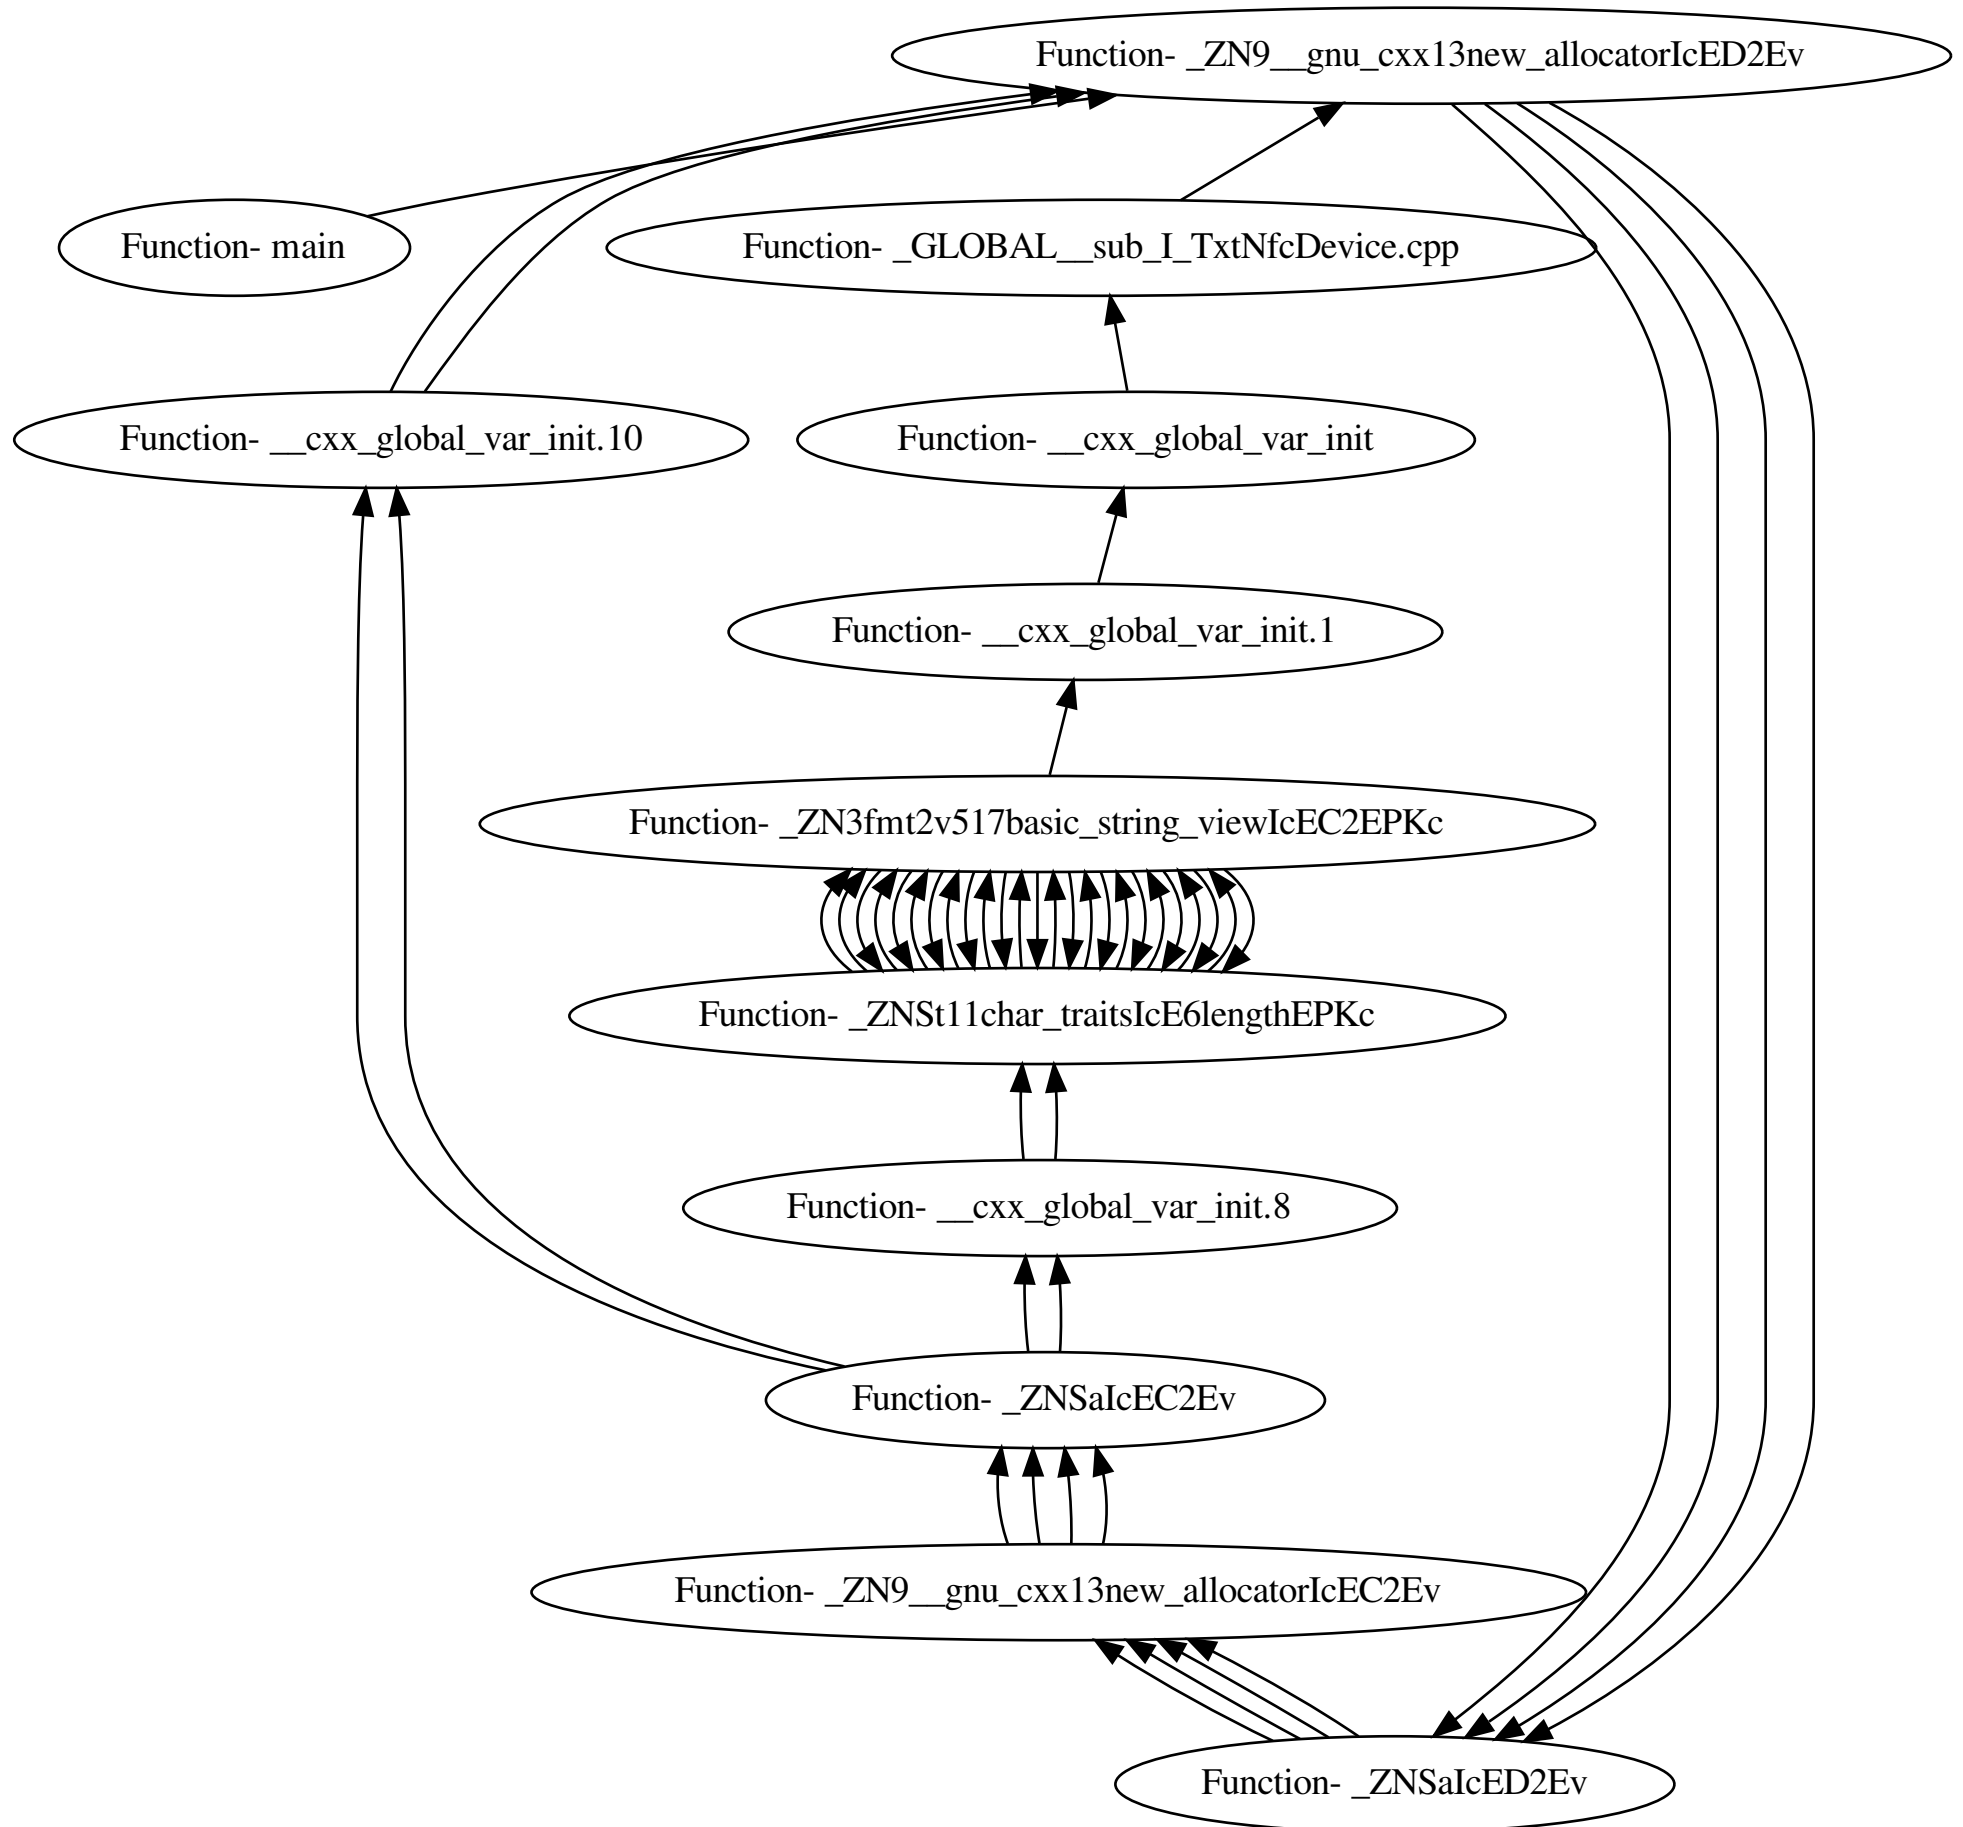 Function- _ZN9__gnu_cxx13new_allocatorIcED2Ev
Function- main
Function- _GLOBAL__sub_I_TxtNfcDevice.cpp
Function- __cxx_global_var_init.10
Function- __cxx_global_var_init
Function- __cxx_global_var_init.1
Function- _ZN3fmt2v517basic_string_viewIcEC2EPKc
Function- _ZNSt11char_traitsIcE6lengthEPKc
Function- __cxx_global_var_init.8
Function- _ZNSaIcEC2Ev
Function- _ZN9__gnu_cxx13new_allocatorIcEC2Ev
Function- _ZNSaIcED2Ev